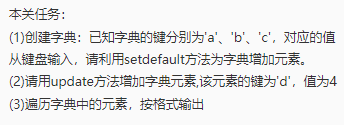 本关任务：
(1)创建字典：已知字典的键分别为'a'、'b'、'c'，对应的值
从键盘输入，请利用setdefault方法为字典增加元素。
(2)请用update方法增加字典元素,该元素的键为'd'，值为4
(3)遍历字典中的元素，按格式输出